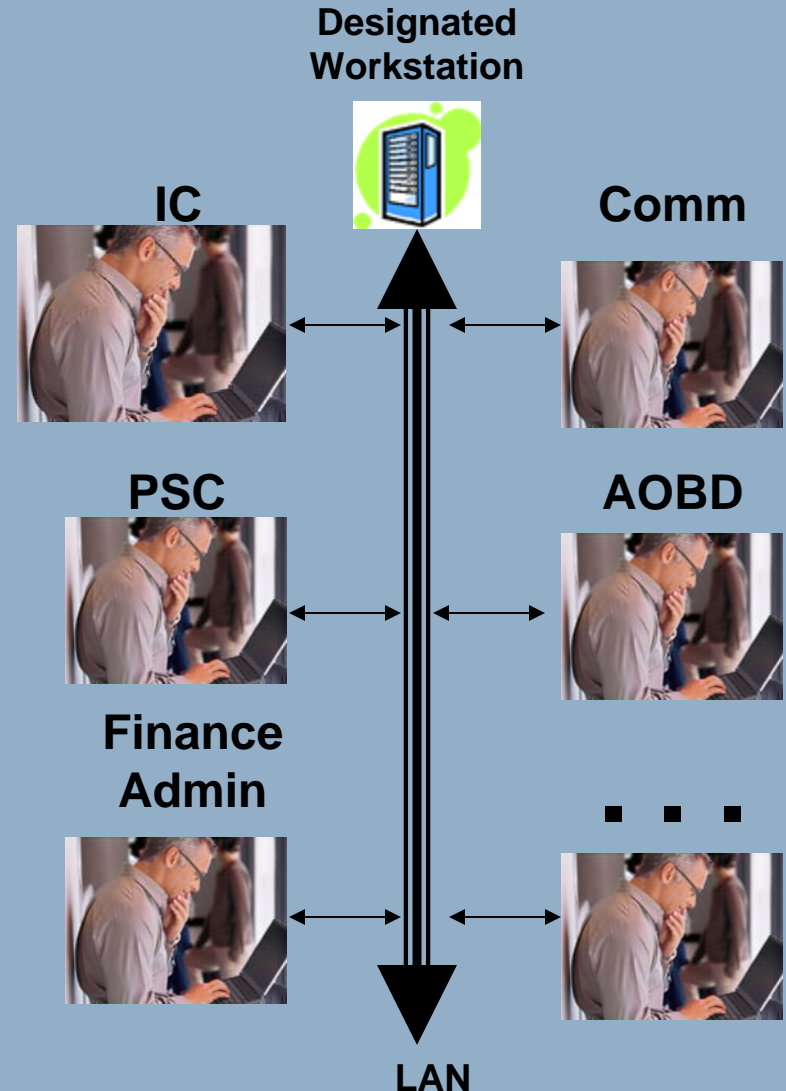 Designated
Workstation
IC
Comm
PSC
AOBD
Finance
Admin
. . .
LAN